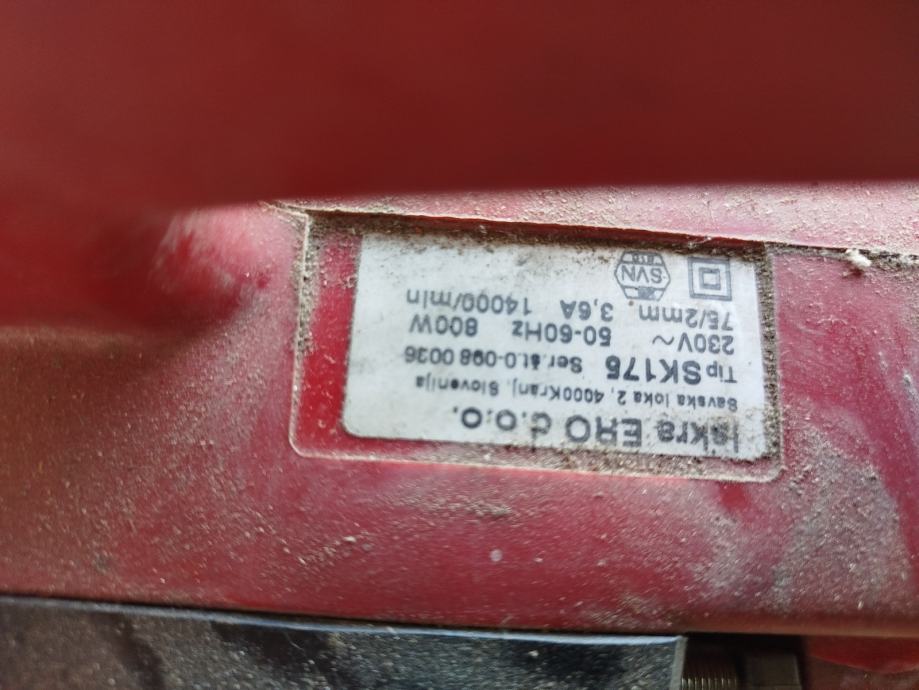 Iskra ERO d.o.o.
Savska loka 2, 4000Kranj, Slovenija
Tip SK175 Ser.št.0-098 0036
230V~ 50-60Hz 800W
75/2mm 3,6A 14000/min
SVN